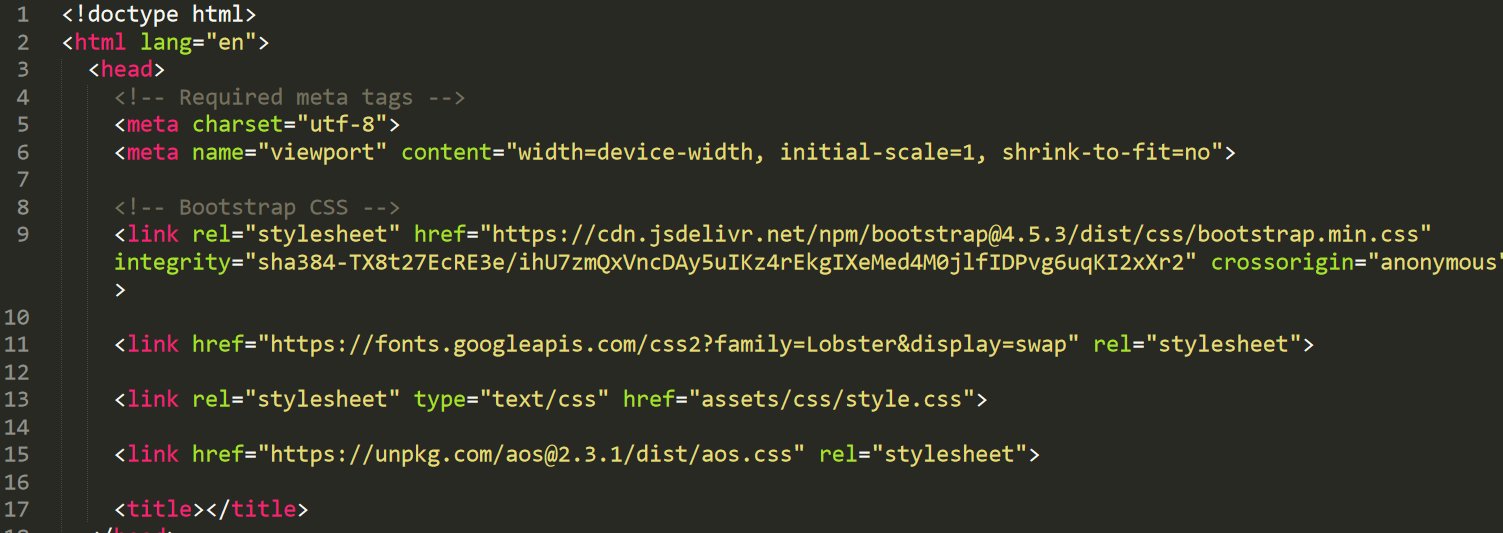 1 <!doctype html>
2 <html lang="en">
3 <head>
4 <!-- Required meta tags -->
5 <meta charset="utf-8">
6 <meta name="viewport" content="width=device-width, initial-scale=1, shrink-to-fit=no">
7
8 <!-- Bootstrap CSS -->
9 <link rel="stylesheet" href="https://cdn.jsdelivr.net/npm/bootstrap@4.5.3/dist/css/bootstrap.min.css"
integrity="sha384-TX8t27EcRE3e/ihU7zmQxVncDAy5uIKz4rEkgIXeMed4M0jlfIDPvg6uqKI2xXr2" crossorigin="anonymous"
>
10
11 <link href="https://fonts.googleapis.com/css2?family=Lobster&display=swap" rel="stylesheet">
12
13 <link rel="stylesheet" type="text/css" href="assets/css/style.css">
14
15 <link href="https://unpkg.com/aos@2.3.1/dist/aos.css" rel="stylesheet">
16
17 <title></title>